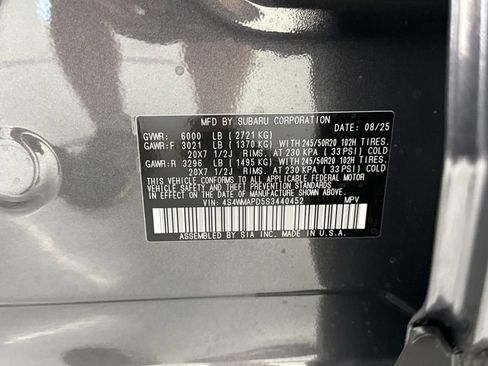 MFD BY SUBARU CORPORATION DATE: 08/25
GVWR: 6000 LB (2721 KG)
GAWR:F 3021 LB (1370 KG) WITH 245/50R20 102H TIRES.
20X7 1/2J RIMS. AT 230 KPA (33 PSI) COLD
GAWR:R 3296 LB (1495 KG) WITH 245/50R20 102H TIRES.
20X7 1/2J RIMS. AT 230 KPA (33 PSI) COLD
THIS VEHICLE CONFORMS TO ALL APPLICABLE FEDERAL MOTOR
VEHICLE SAFETY AND BUMPER STANDARDS
IN EFFECT ON THE DATE OF MANUFACTURE SHOWN ABOVE.
VIN: 4S4WMAPD5S3440452 MPV
ASSEMBLED BY SIA INC. MADE IN U.S.A.